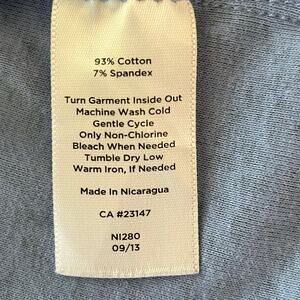 93% Cotton
7% Spandex
Turn Garment Inside Out
Machine Wash Cold
Gentle Cycle
Only Non-Chlorine
Bleach When Needed
Tumble Dry Low
Warm Iron, If Needed
Made In Nicaragua
CA #23147
NI280
09/13